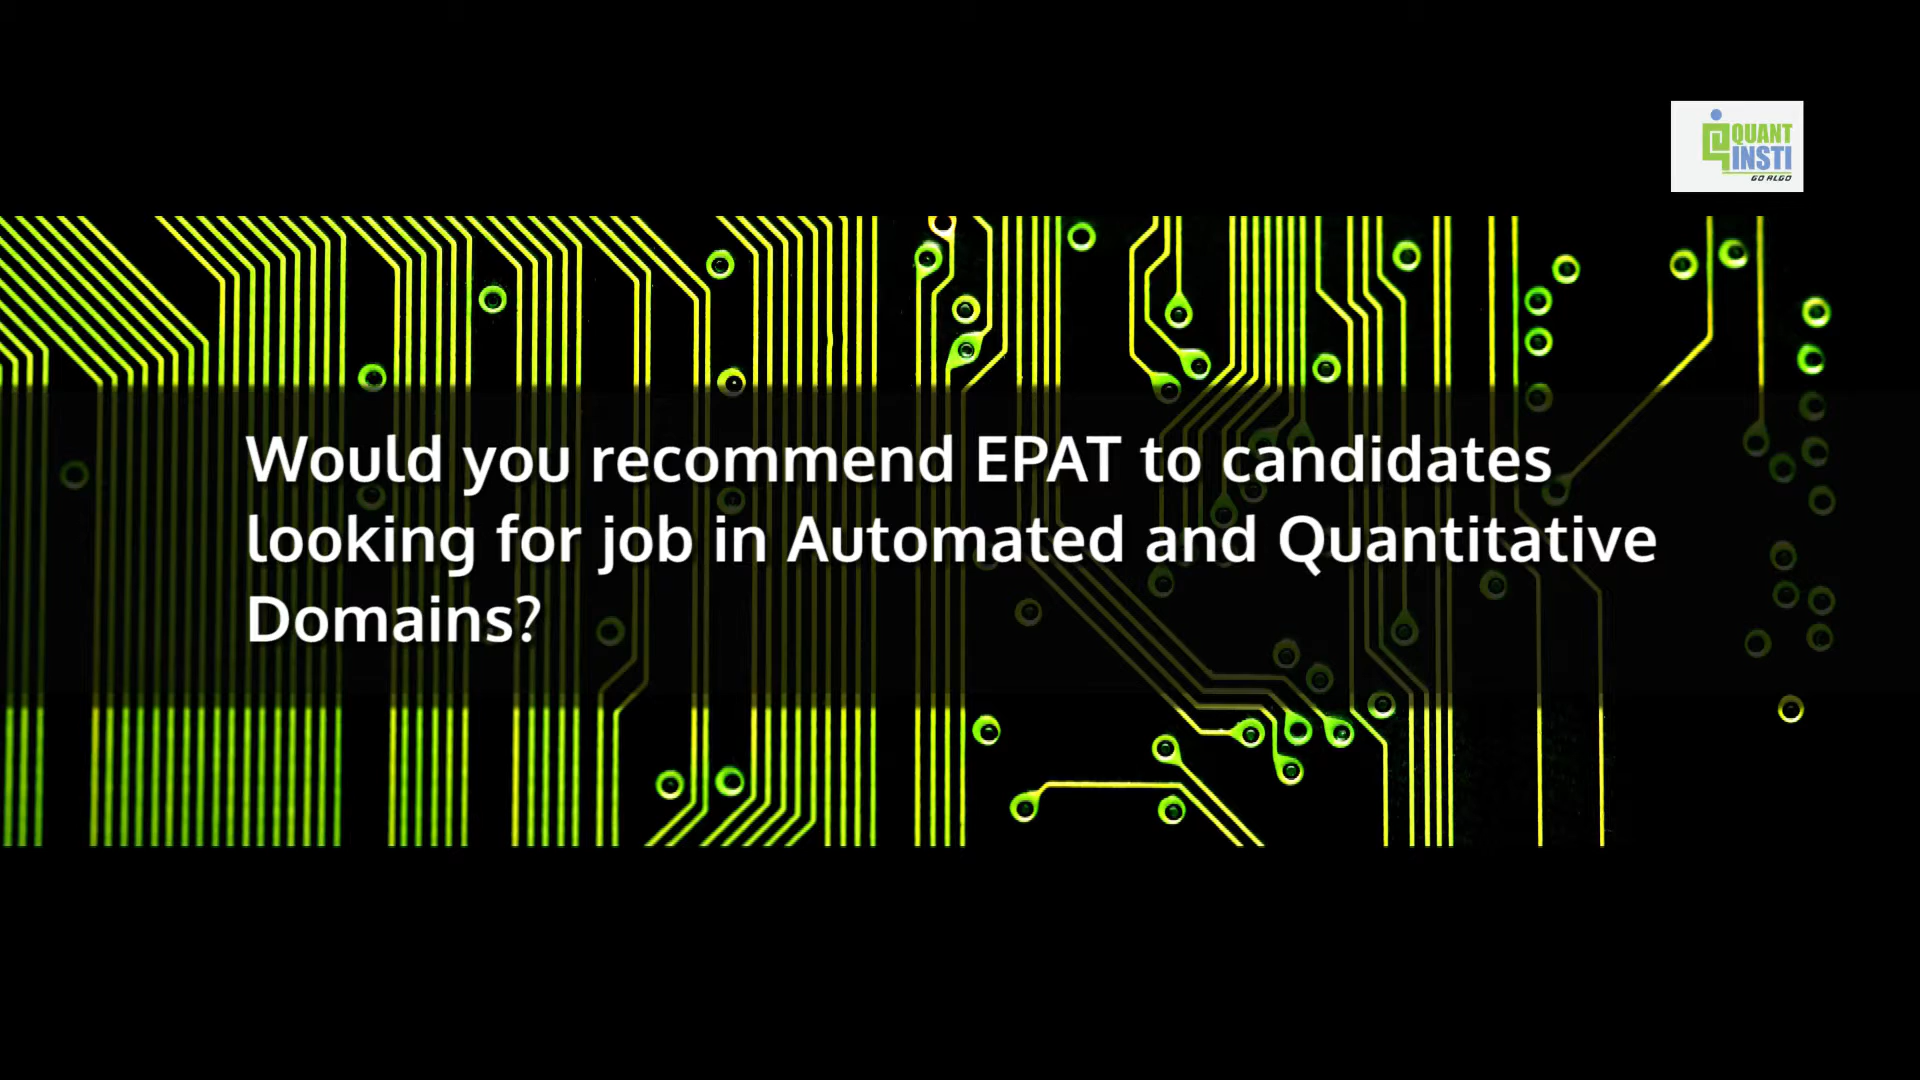 QUANT
INSTI
GO ALGO
Would you recommend EPAT to candidates
looking for job in Automated and Quantitative
Domains?